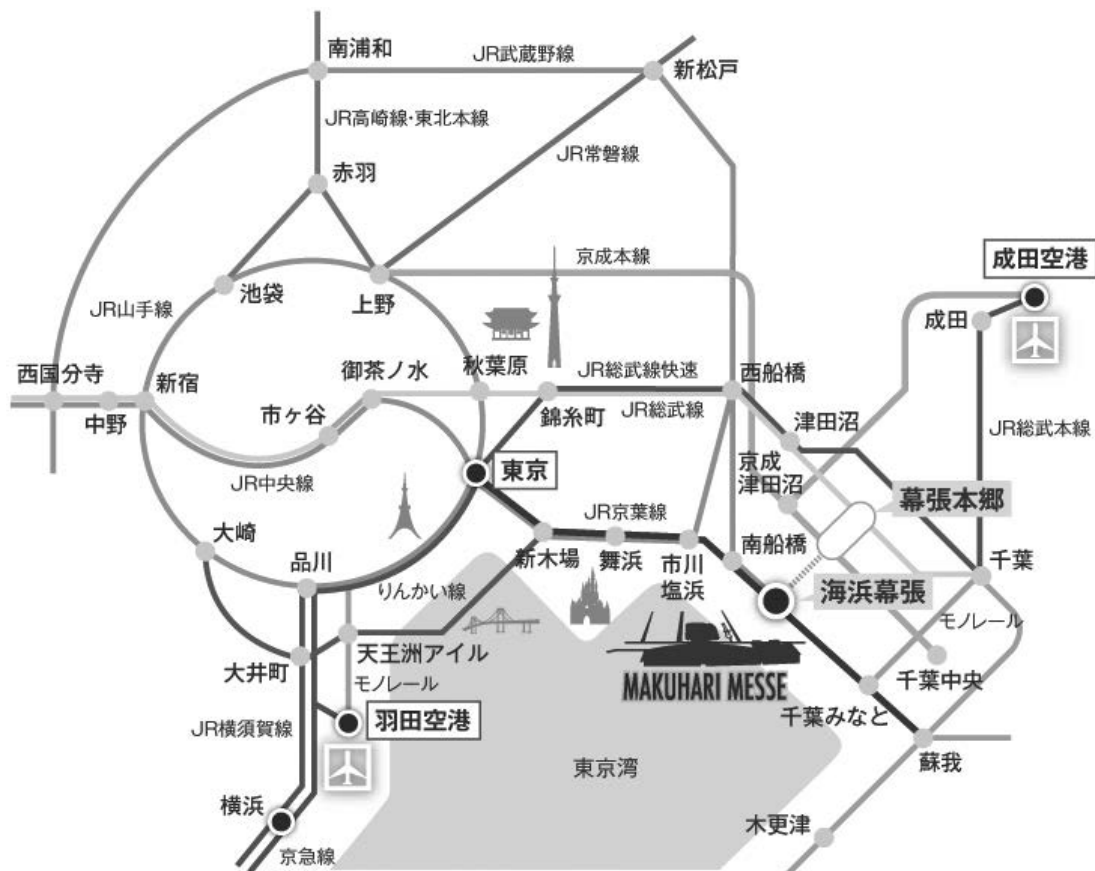 南浦和
JR武蔵野線
新松戸
JR高崎線・東北本線
JR常磐線
赤羽
京成本線
成田空港
池袋
上野
JR山手線
成田
秋葉原
御茶ノ水
JR総武線快速
西船橋
西国分寺
新宿
JR総武線
中野
市ヶ谷
錦糸町
津田沼
JR総武本線
京成
津田沼
JR中央線
東京
幕張本郷
JR京葉線
大崎
新木場
舞浜
市川
塩浜
南船橋
品川
千葉
りんかい線
海浜幕張
モノレール
天王洲アイル
大井町
MAKUHARI MESSE
千葉中央
モノレール
千葉みなと
JR横須賀線
羽田空港
蘇我
東京湾
横浜
木更津
京急線